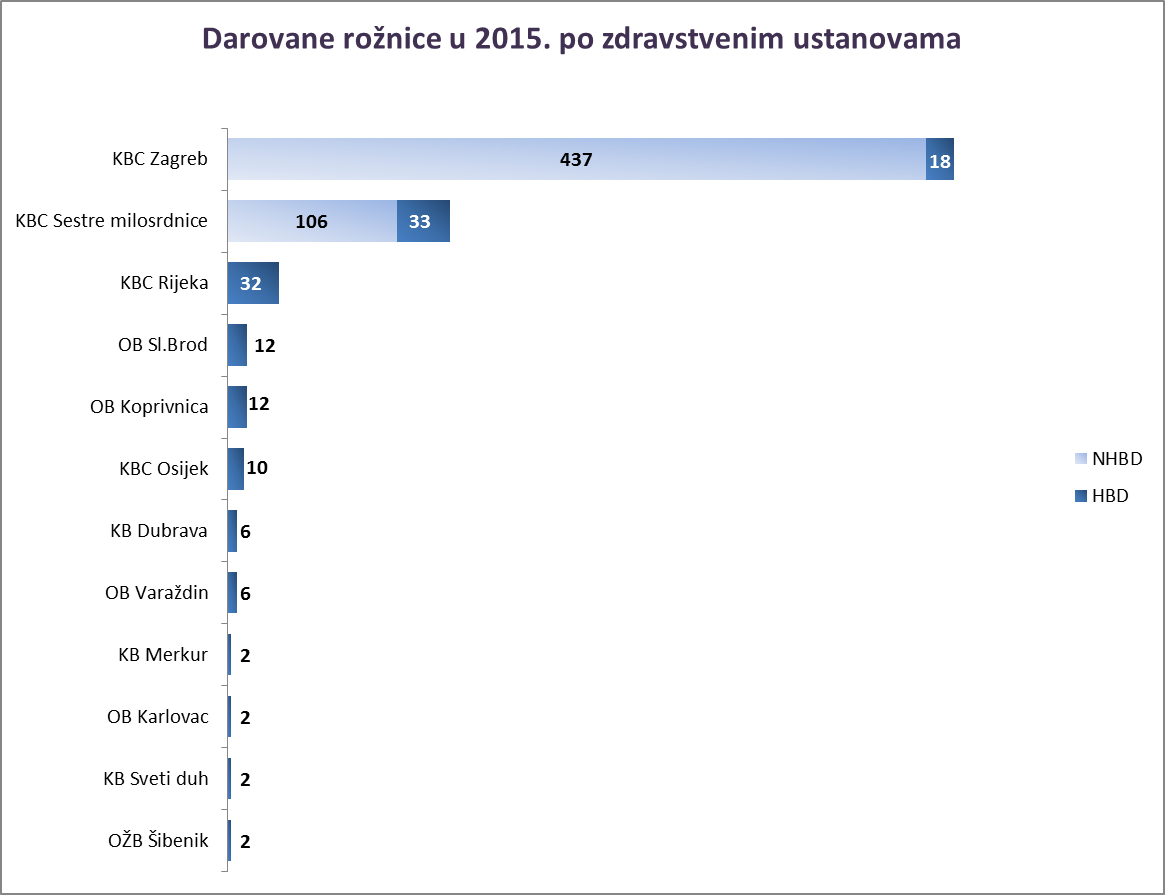 Darovane rožnice u 2015. po zdravstvenim ustanovama
KBC Zagreb 437 18
KBC Sestre milosrdnice 106 33
KBC Rijeka 32
OB Sl.Brod 12
OB Koprivnica 12
KBC Osijek 10
KB Dubrava 6
OB Varaždin 6
KB Merkur 2
OB Karlovac 2
KB Sveti duh 2
OŽB Šibenik 2
NHBD
HBD